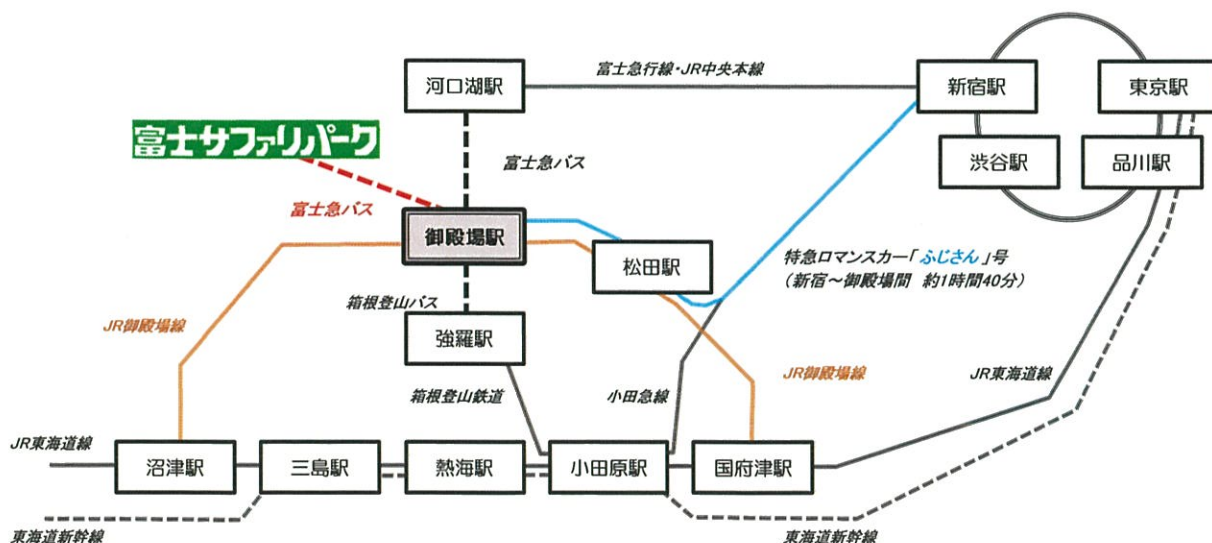 富士急行線・JR中央本線
河口湖駅
新宿駅
東京駅
富士サファリパーク
富士急バス
渋谷駅
品川駅
富士急バス
御殿場駅
松田駅
特急ロマンスカー「ふじさん」号
（新宿～御殿場間 約1時間40分）
箱根登山バス
JR御殿場線
強羅駅
JR御殿場線
JR東海道線
箱根登山鉄道
小田急線
JR東海道線
沼津駅
三島駅
熱海駅
小田原駅
国府津駅
東海道新幹線
東海道新幹線